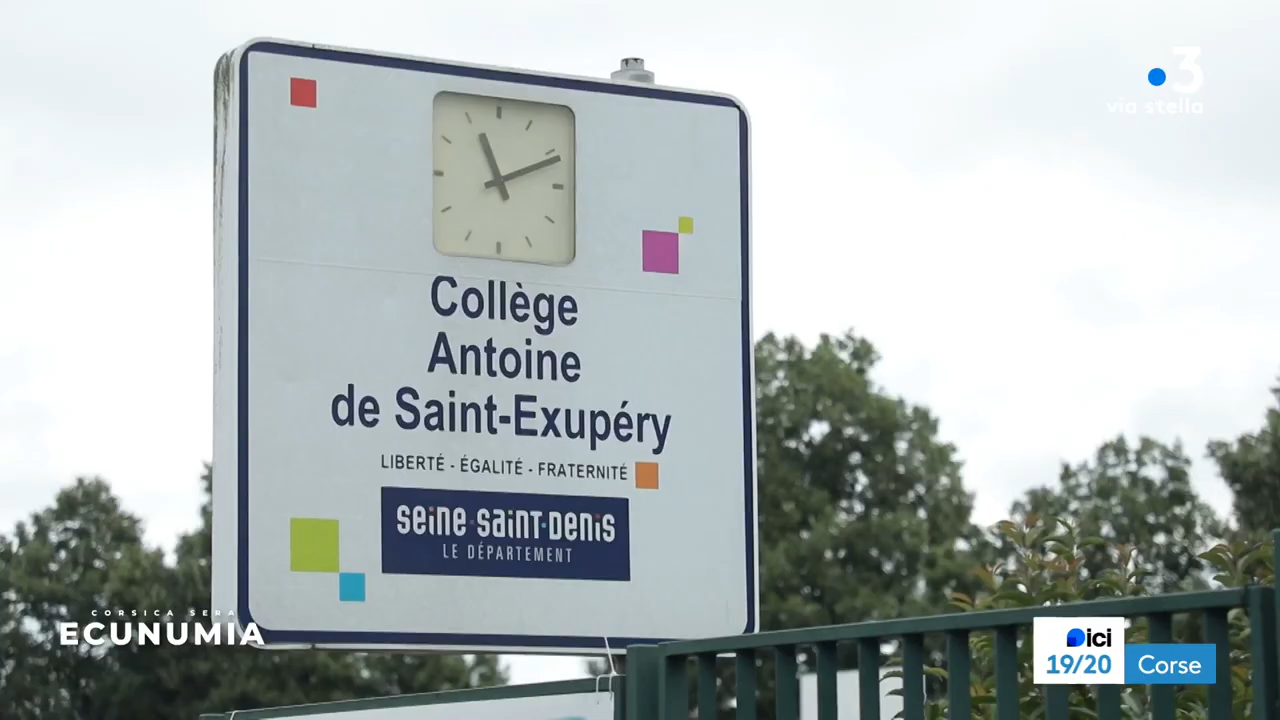 3
via stella
Collège
Antoine
de Saint-Exupéry
LIBERTÉ - ÉGALITÉ - FRATERNITÉ
seine-saint-denis
LE DÉPARTEMENT
CORSICA SERA
ECUNUMIA
ici
19/20 Corse